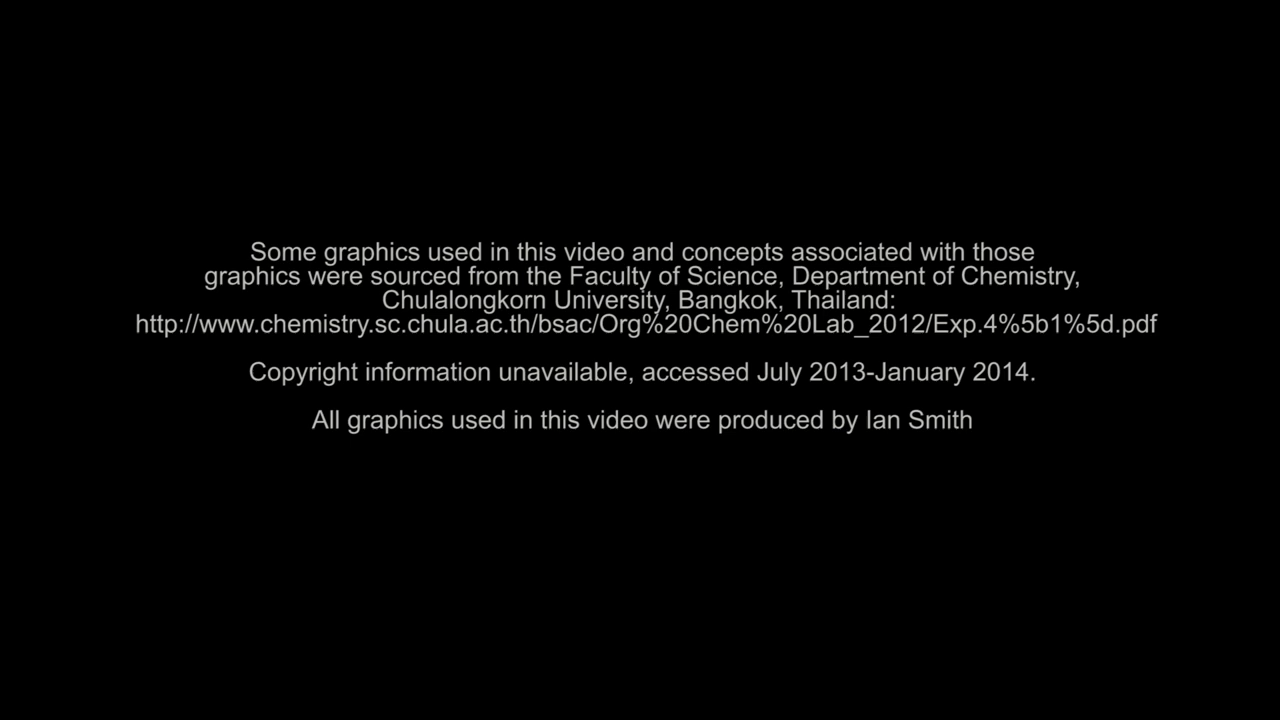 Some graphics used in this video and concepts associated with those
graphics were sourced from the Faculty of Science, Department of Chemistry,
Chulalongkorn University, Bangkok, Thailand:
http://www.chemistry.sc.chula.ac.th/bsac/Org%20Chem%20Lab_2012/Exp.4%5b1%5d.pdf
Copyright information unavailable, accessed July 2013-January 2014.
All graphics used in this video were produced by Ian Smith